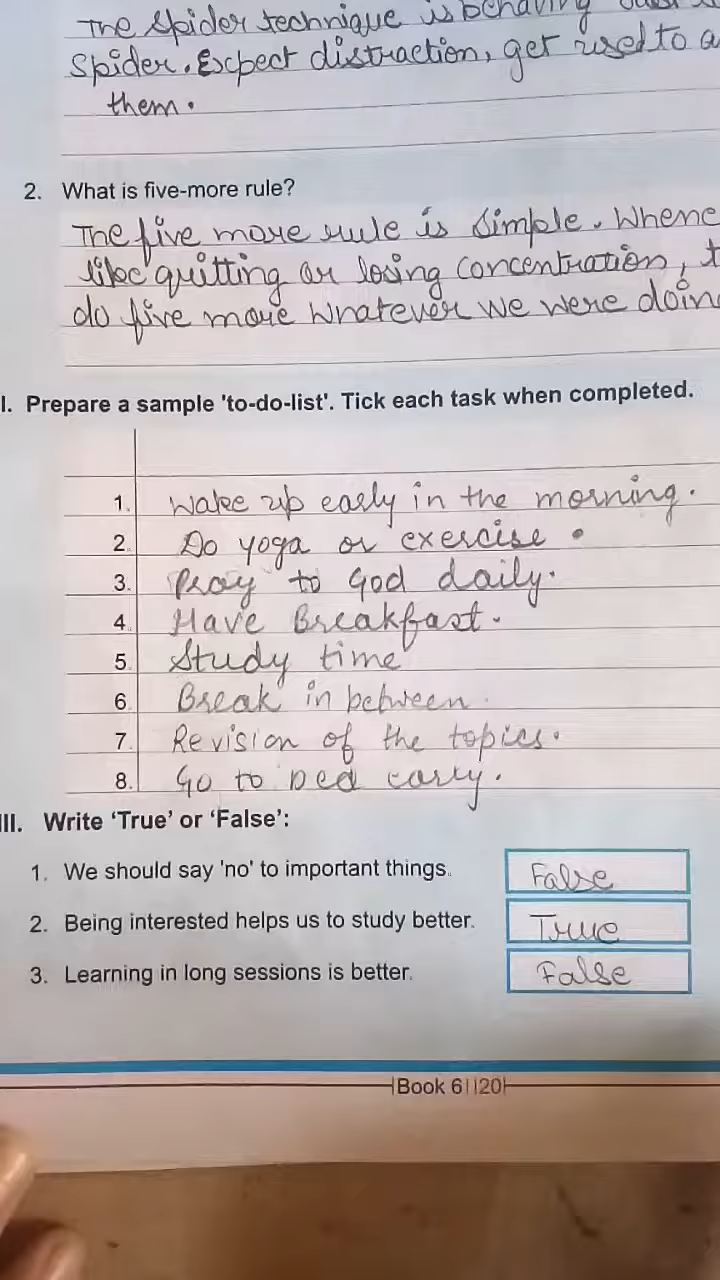 The spider technique is behaving
Spider. Expect distraction, get used to
them.
2. What is five-more rule?
The five more rule is simple. Whene
like quitting or losing concentration, t
do five more whatever we were doin
I. Prepare a sample 'to-do-list'. Tick each task when completed.
1. Wake up early in the morning.
2. Do yoga or exercise.
3. Pray to God daily.
4. Have Breakfast.
5. Study time
6. Break in between.
7. Revision of the topics.
8. Go to bed early.
III. Write 'True' or 'False':
1. We should say 'no' to important things. False
2. Being interested helps us to study better. True
3. Learning in long sessions is better. False
Book 6 | 20